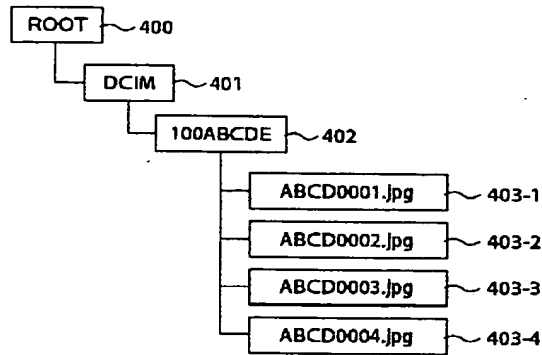 ROOT 400
DCIM 401
100ABCDE 402
ABCD0001.jpg 403-1
ABCD0002.jpg 403-2
ABCD0003.jpg 403-3
ABCD0004.jpg 403-4